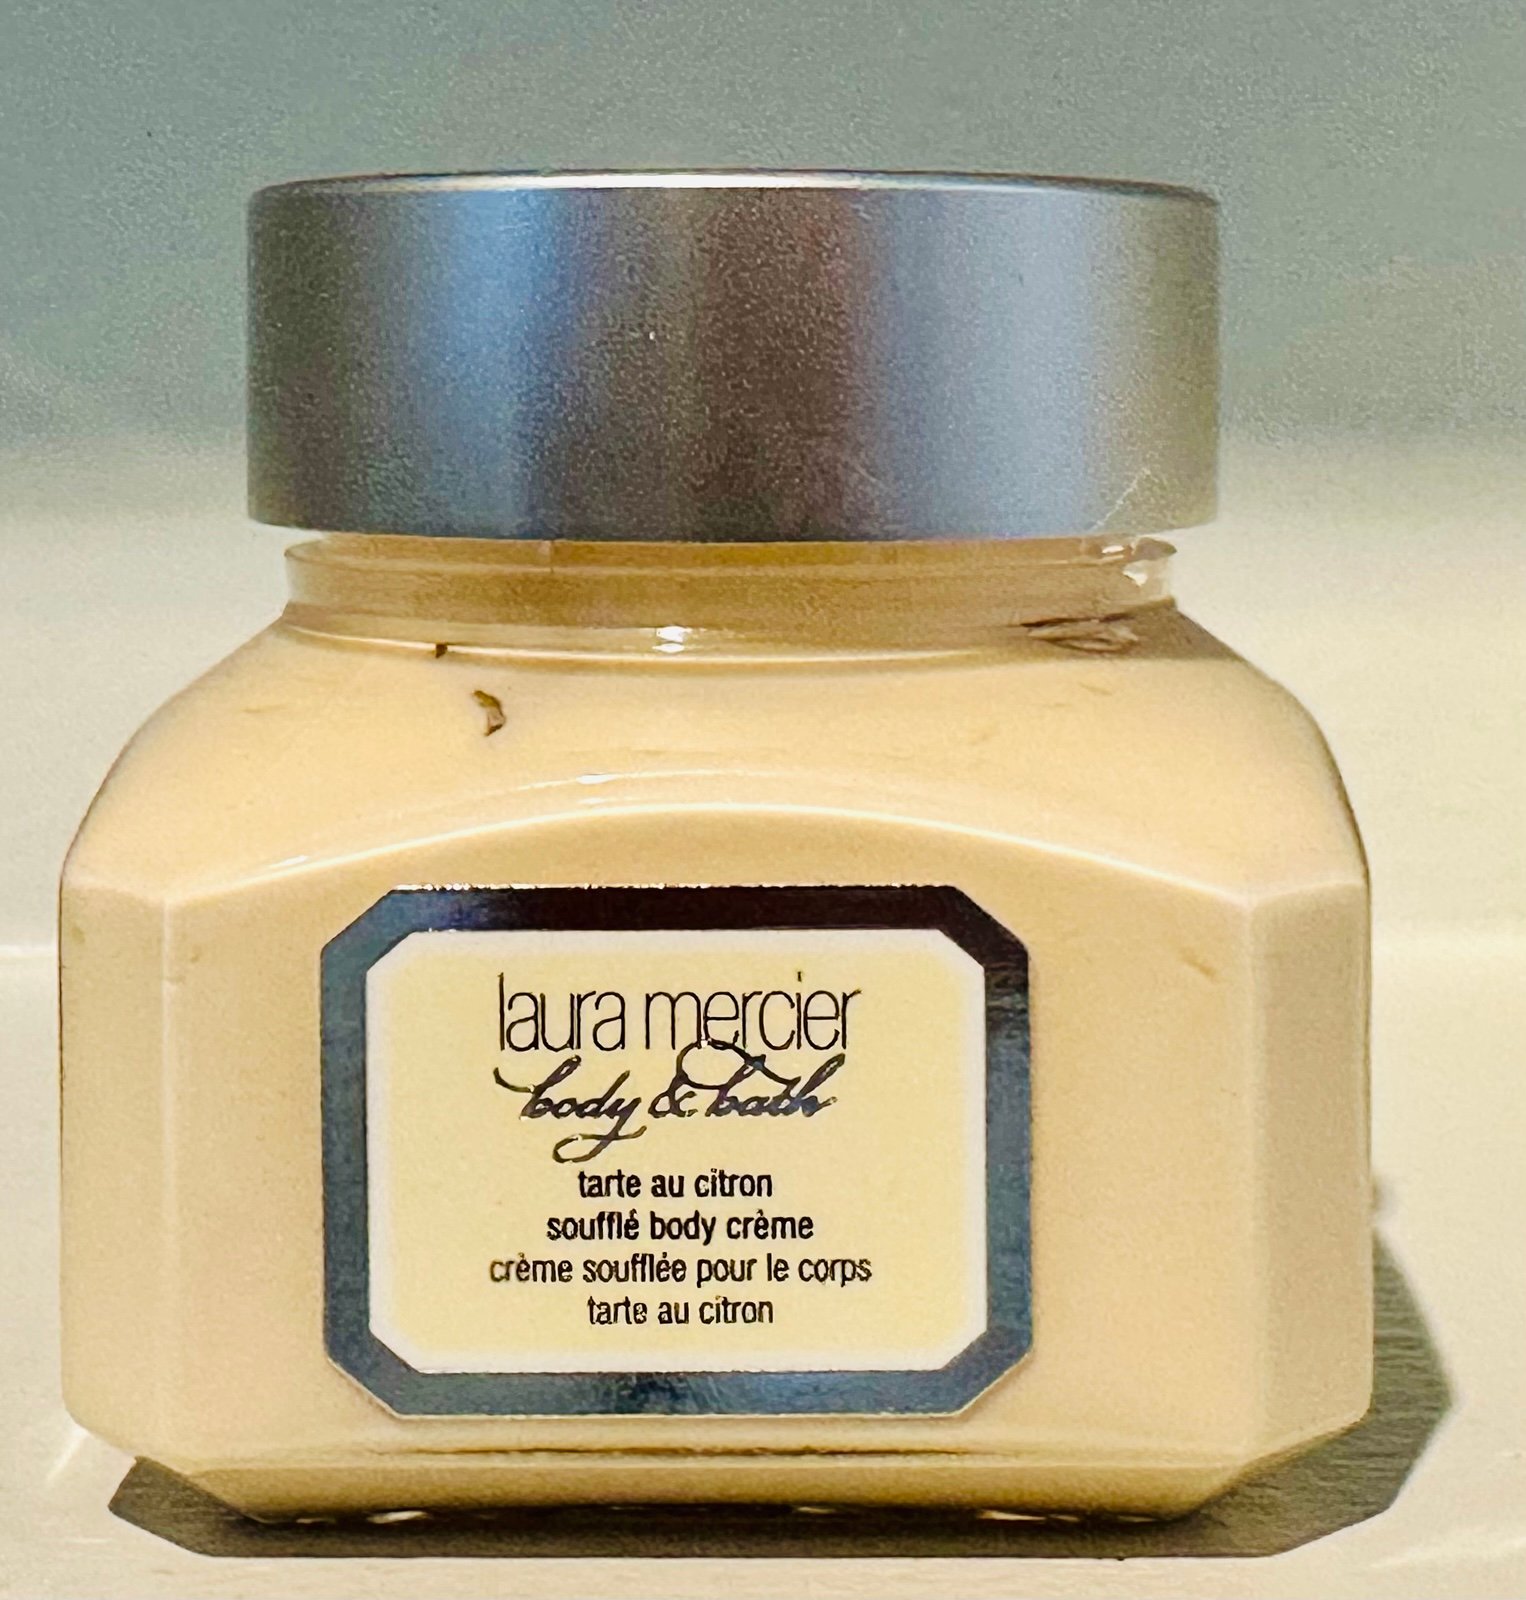 laura mercier
body & bath
tarte au citron
soufflé body crème
crème soufflée pour le corps
tarte au citron